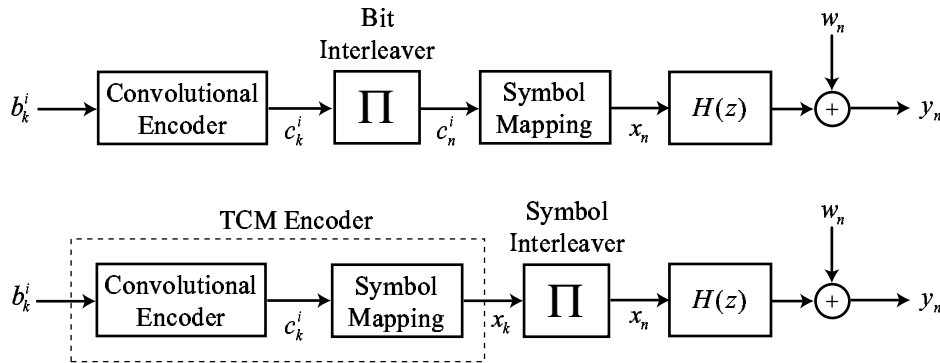 Bit
Interleaver
w_n
b_k^i
Convolutional
Encoder
c_k^i
Π
c_n^i
Symbol
Mapping
x_n
H(z)
+
y_n
TCM Encoder
Symbol
Interleaver
w_n
b_k^i
Convolutional
Encoder
c_k^i
Symbol
Mapping
x_k
Π
x_n
H(z)
+
y_n